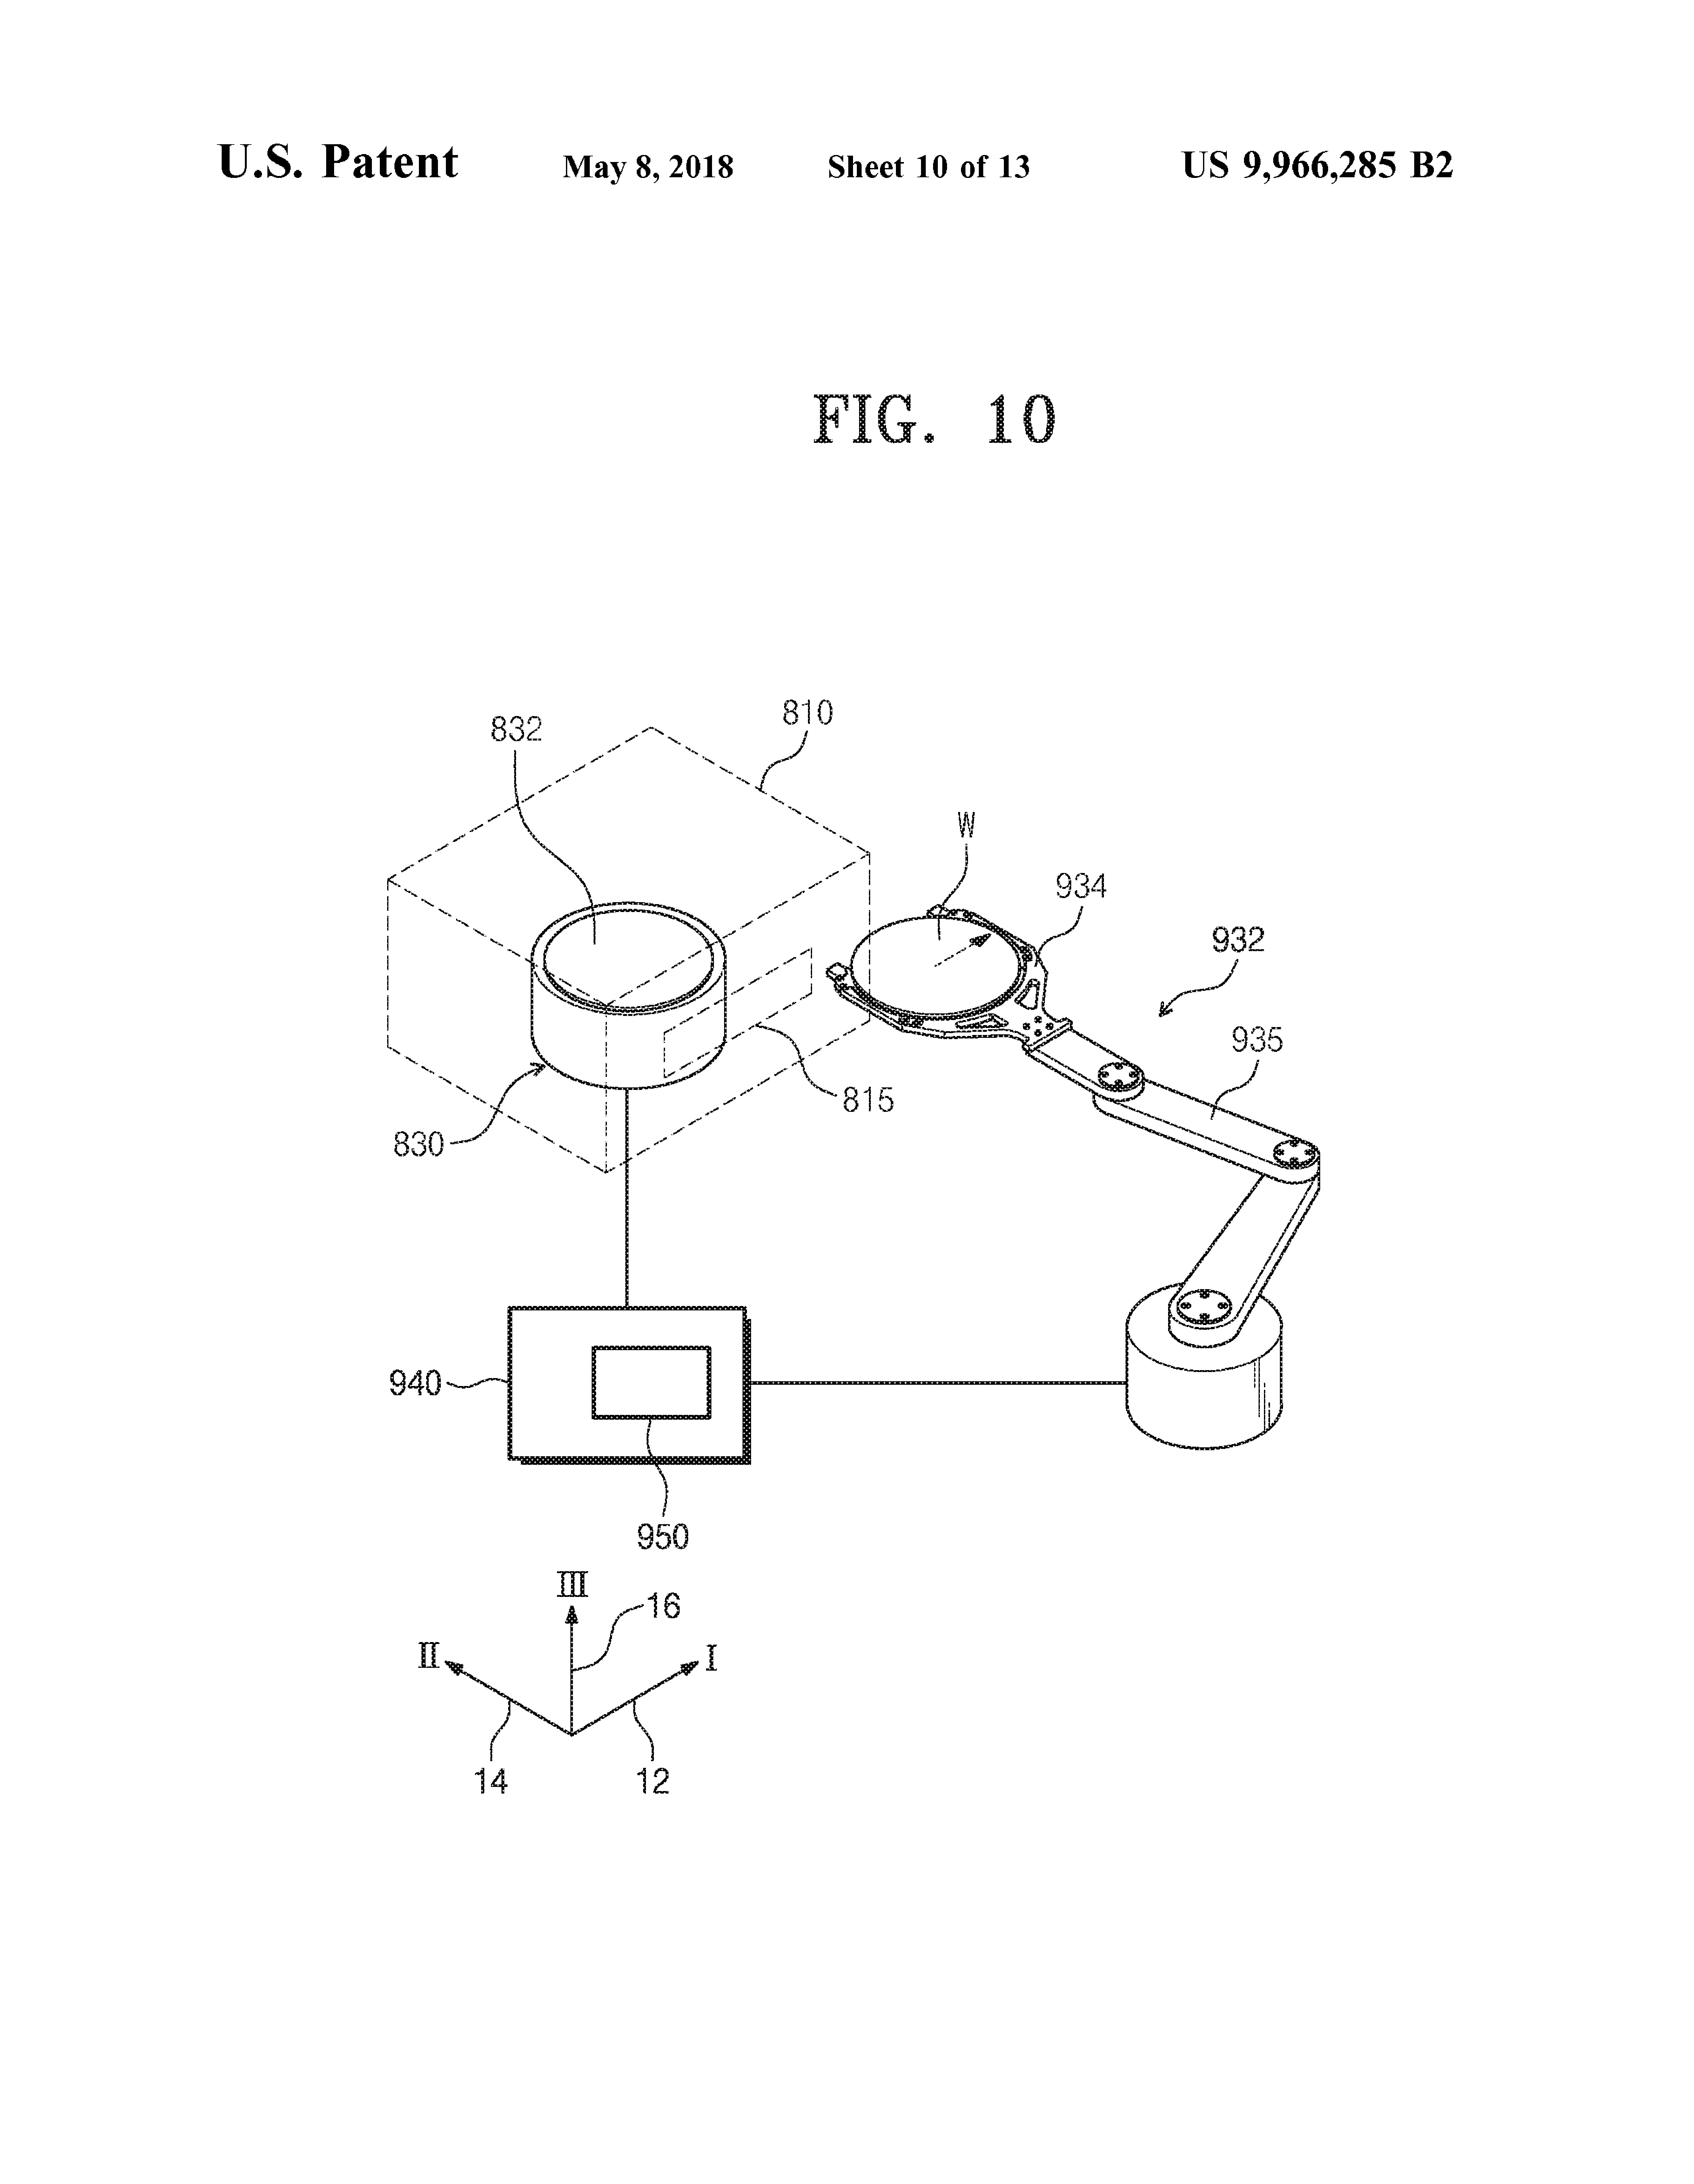 U.S. Patent May 8, 2018 Sheet 10 of 13 US 9,966,285 B2
FIG. 10
810
832
W
934
932
935
815
830
940
950
III
16
II
I
14
12